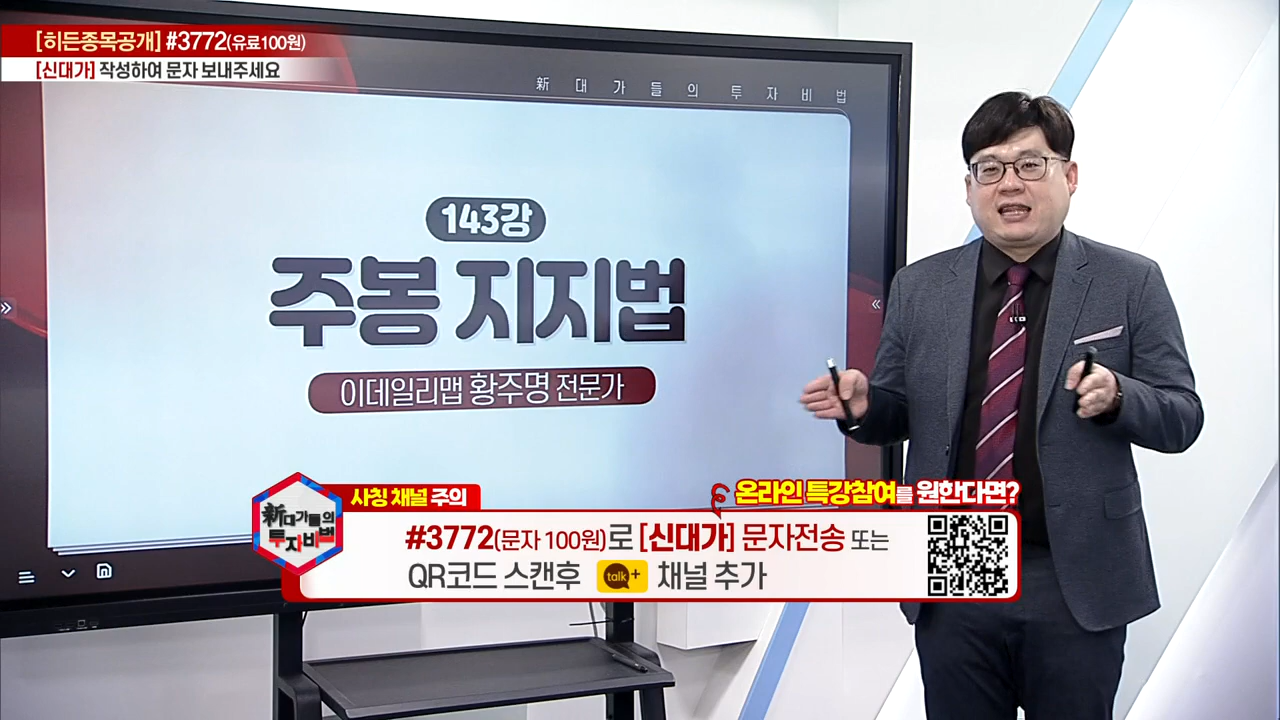 [히든종목공개] #3772(유료100원)
[신대가] 작성하여 문자 보내주세요
新대가들의 투자비법
143강
주봉 지지법
이데일리맵 황주명 전문가
사칭 채널 주의
온라인 특강참여를 원한다면?
新대가들의
투자비법
#3772(문자 100원)로 [신대가] 문자전송 또는
QR코드 스캔후 talk+ 채널 추가